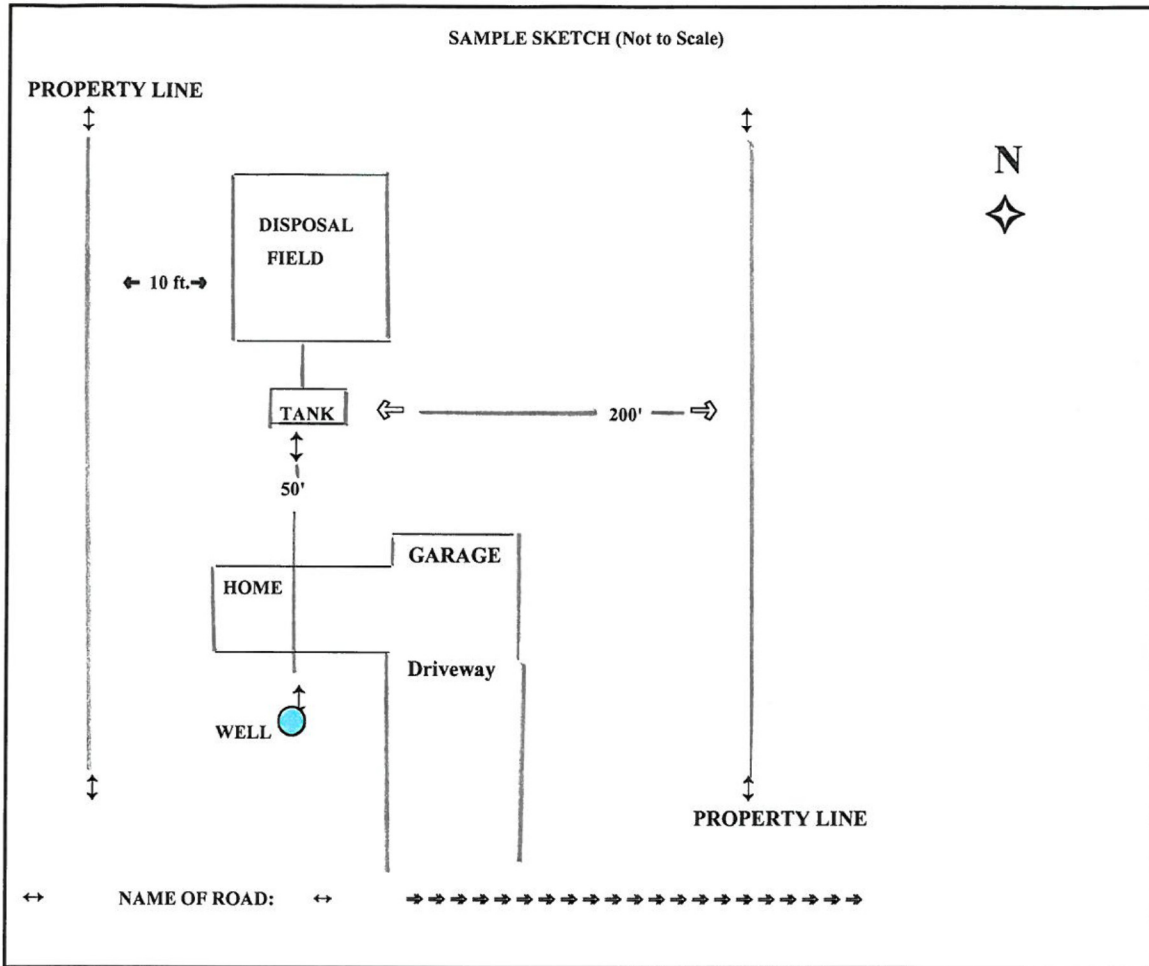 SAMPLE SKETCH (Not to Scale)
PROPERTY LINE
N
DISPOSAL
FIELD
10 ft.
TANK
200'
50'
GARAGE
HOME
Driveway
WELL
PROPERTY LINE
NAME OF ROAD: